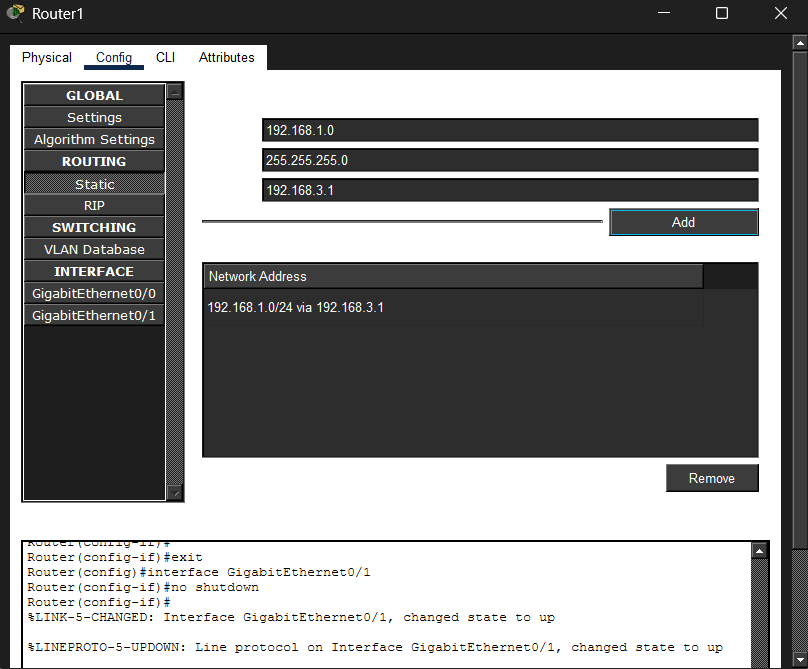 Router1
Physical Config CLI Attributes
GLOBAL
Settings
Algorithm Settings
ROUTING
Static
RIP
SWITCHING
VLAN Database
INTERFACE
GigabitEthernet0/0
GigabitEthernet0/1
192.168.1.0
255.255.255.0
192.168.3.1
Add
Network Address
192.168.1.0/24 via 192.168.3.1
Remove
Router(config-if)#
Router(config-if)#exit
Router(config)#interface GigabitEthernet0/1
Router(config-if)#no shutdown
Router(config-if)#
%LINK-5-CHANGED: Interface GigabitEthernet0/1, changed state to up
%LINEPROTO-5-UPDOWN: Line protocol on Interface GigabitEthernet0/1, changed state to up